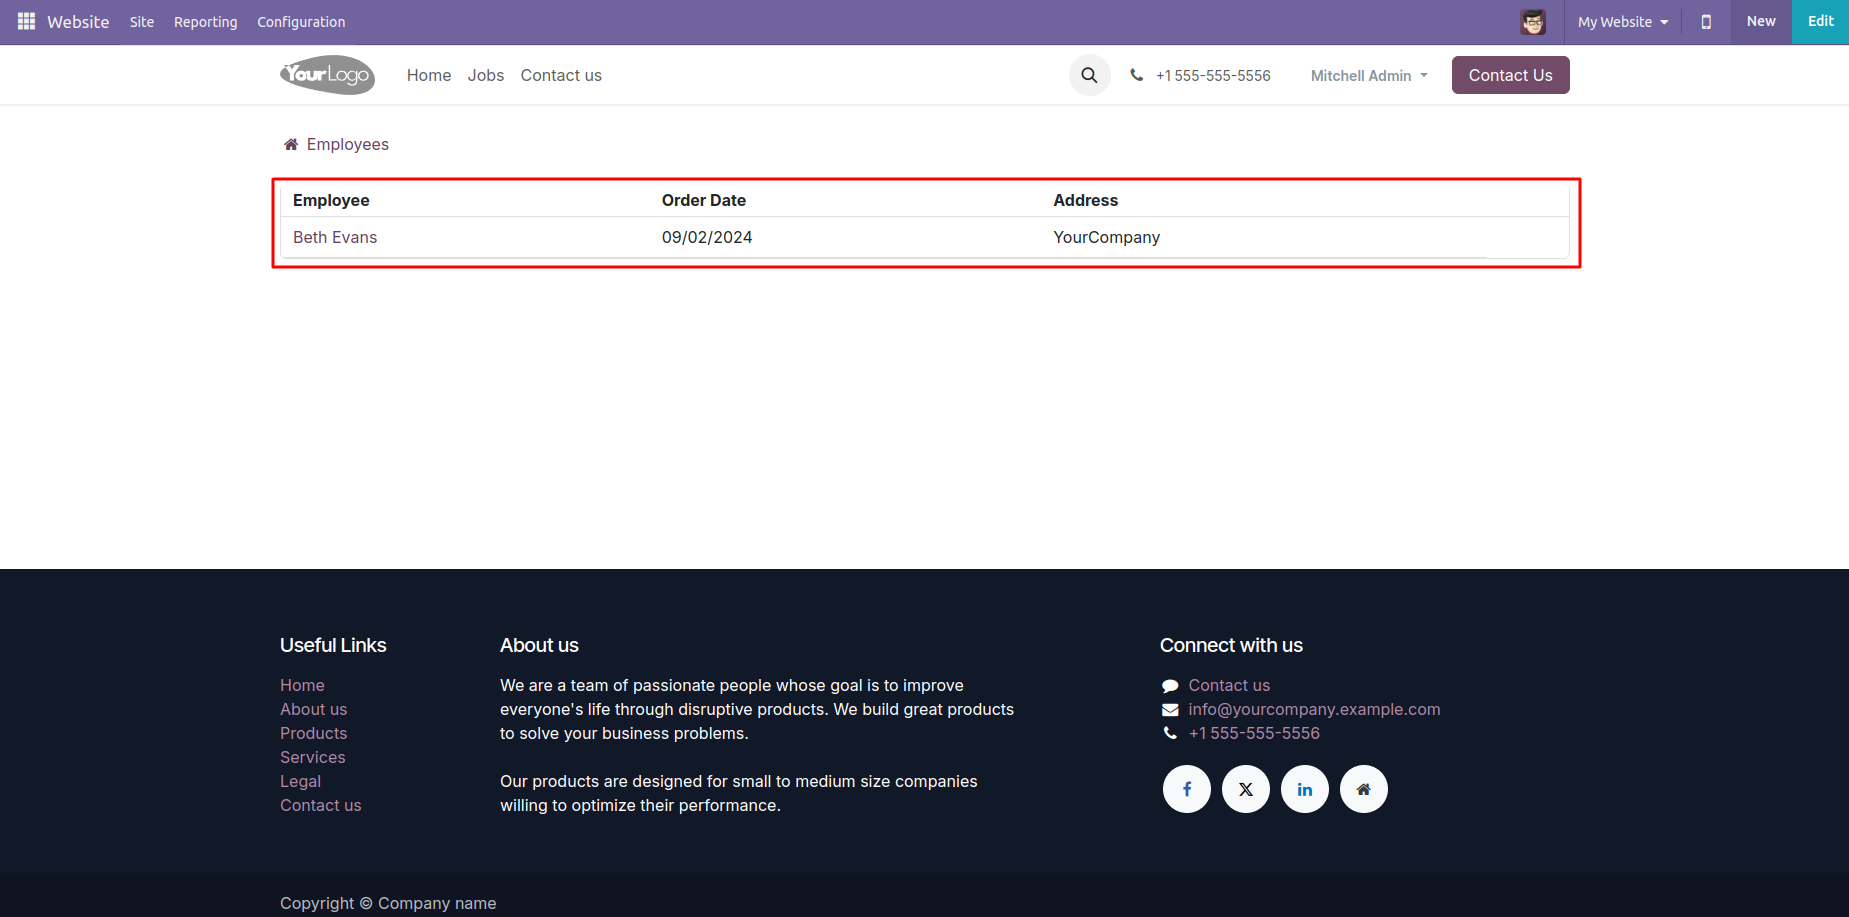 Website Site Reporting Configuration My Website New Edit
YourLogo Home Jobs Contact us +1 555-555-5556 Mitchell Admin Contact Us
Employees
Employee Order Date Address
Beth Evans 09/02/2024 YourCompany
Useful Links About us Connect with us
Home We are a team of passionate people whose goal is to improve Contact us
About us everyone's life through disruptive products. We build great products info@yourcompany.example.com
Products to solve your business problems. +1 555-555-5556
Services
Legal Our products are designed for small to medium size companies
Contact us willing to optimize their performance.
Copyright © Company name